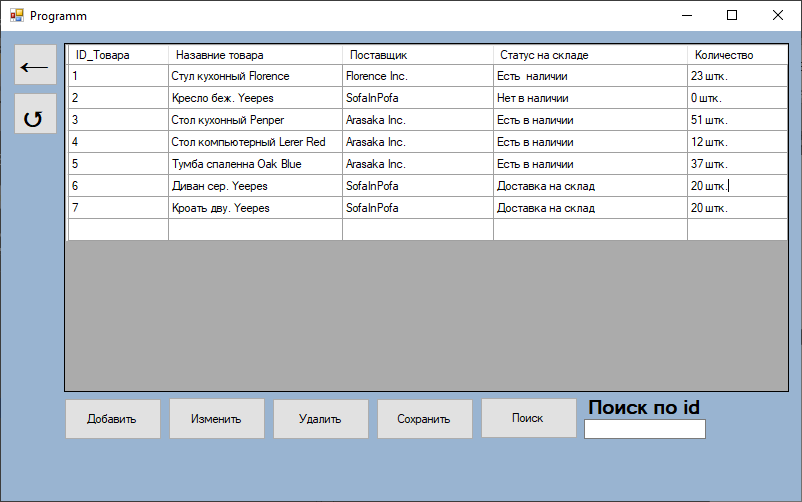 Programm
ID_Товара Назавние товара Поставщик Статус на складе Количество
1 Стул кухонный Florence Florence Inc. Есть наличии 23 штк.
2 Кресло беж. Yeepes SofaInPofa Нет в наличии 0 штк.
3 Стол кухонный Penper Arasaka Inc. Есть в наличии 51 штк.
4 Стол компьютерный Lerer Red Arasaka Inc. Есть в наличии 12 штк.
5 Тумба спаленна Oak Blue Arasaka Inc. Есть в наличии 37 штк.
6 Диван сер. Yeepes SofaInPofa Доставка на склад 20 штк.
7 Кроать дву. Yeepes SofaInPofa Доставка на склад 20 штк.
Добавить Изменить Удалить Сохранить Поиск Поиск по id